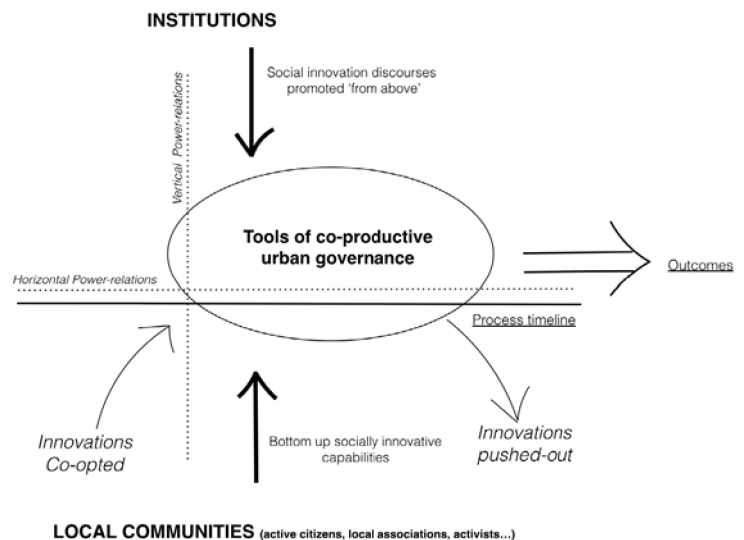 INSTITUTIONS
Social innovation discourses
promoted ‘from above’
Vertical Power-relations
Tools of co-productive
urban governance
Horizontal Power-relations
Outcomes
Process timeline
Innovations
Co-opted
Bottom up socially innovative
capabilities
Innovations
pushed-out
LOCAL COMMUNITIES (active citizens, local associations, activists…)